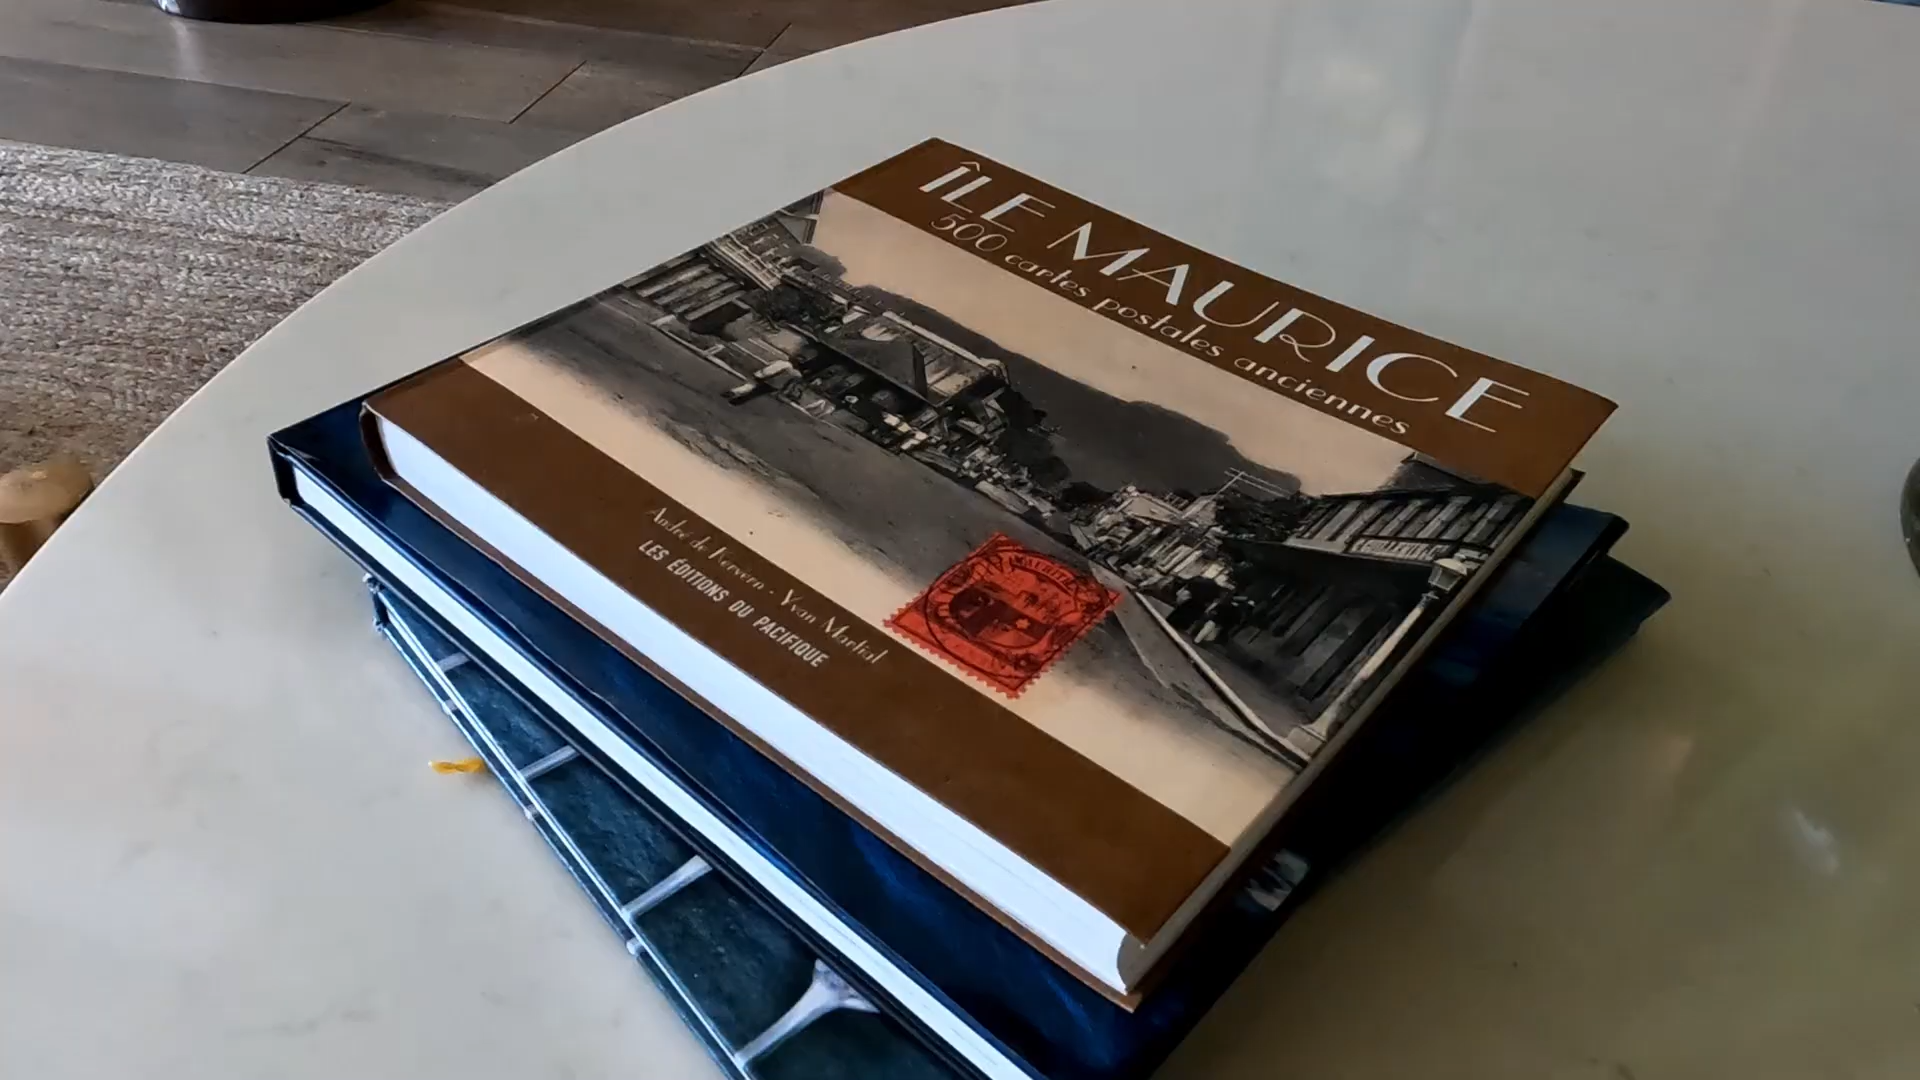 ÎLE MAURICE
500 cartes postales anciennes
André de Kervern - Yvan Martial
LES ÉDITIONS DU PACIFIQUE